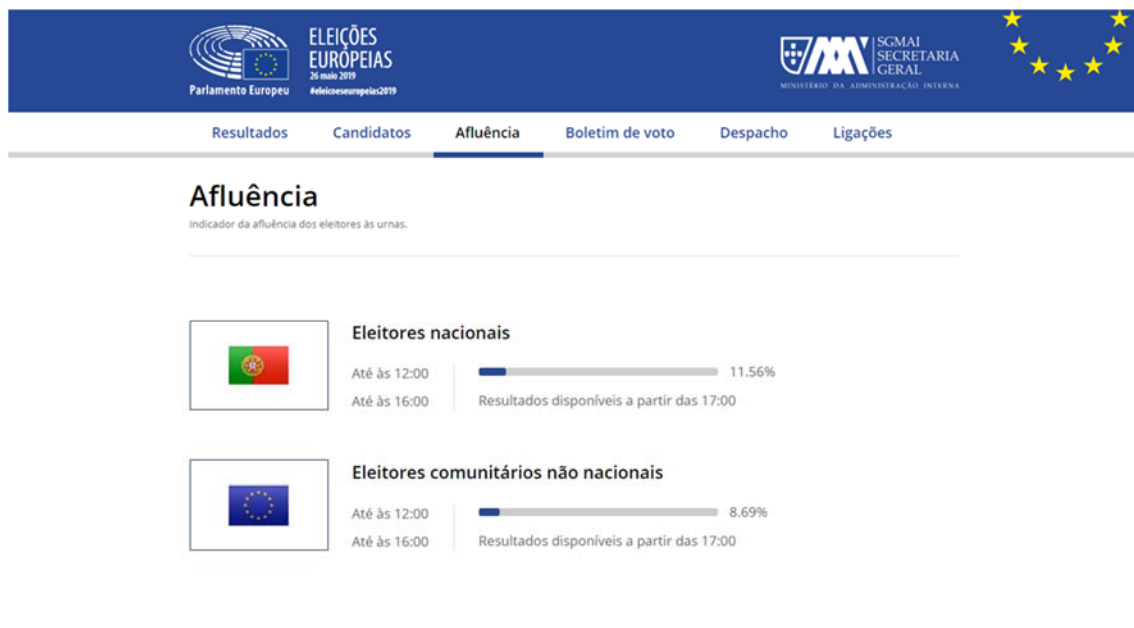 ELEIÇÕES
EUROPEIAS
26 maio 2019
Parlamento Europeu
#eleicoeseuropeias2019
SGMAI
SECRETARIA
GERAL
MINISTÉRIO DA ADMINISTRAÇÃO INTERNA
Resultados Candidatos Afluência Boletim de voto Despacho Ligações
Afluência
Indicador da afluência dos eleitores às urnas.
Eleitores nacionais
Até às 12:00 11.56%
Até às 16:00 Resultados disponíveis a partir das 17:00
Eleitores comunitários não nacionais
Até às 12:00 8.69%
Até às 16:00 Resultados disponíveis a partir das 17:00